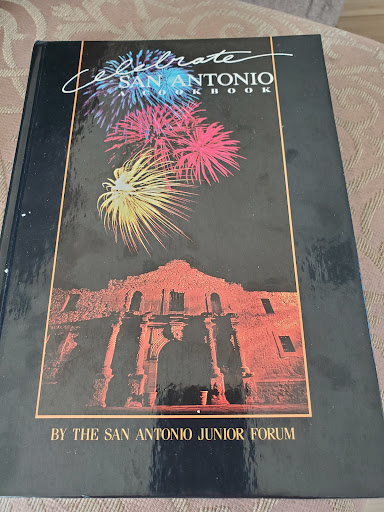 Celebrate
SAN ANTONIO
A COOKBOOK
BY THE SAN ANTONIO JUNIOR FORUM